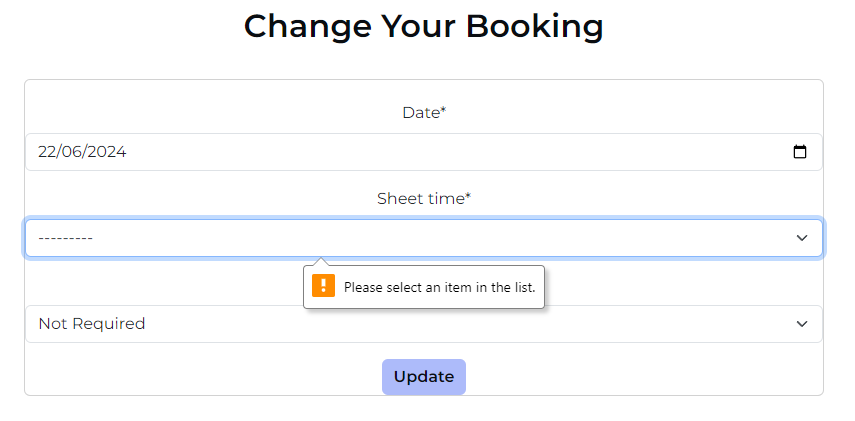 Change Your Booking
Date*
22/06/2024
Sheet time*
---------
Please select an item in the list.
Not Required
Update